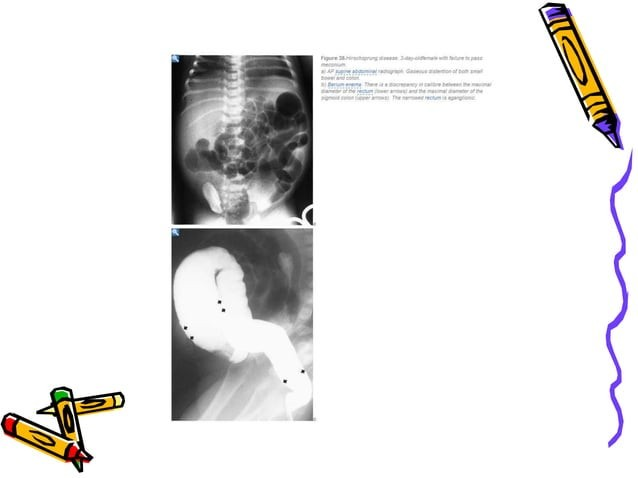 Figure 38.Hirschsprung disease. 3-day-oldfemale with failure to pass
meconium.
a) AP supine abdominal radiograph. Gaseous distention of both small
bowel and colon.
b) Barium enema. There is a discrepancy in calibre between the maximal
diameter of the rectum (lower arrows) and the maximal diameter of the
sigmoid colon (upper arrows). The narrowed rectum is aganglionic.